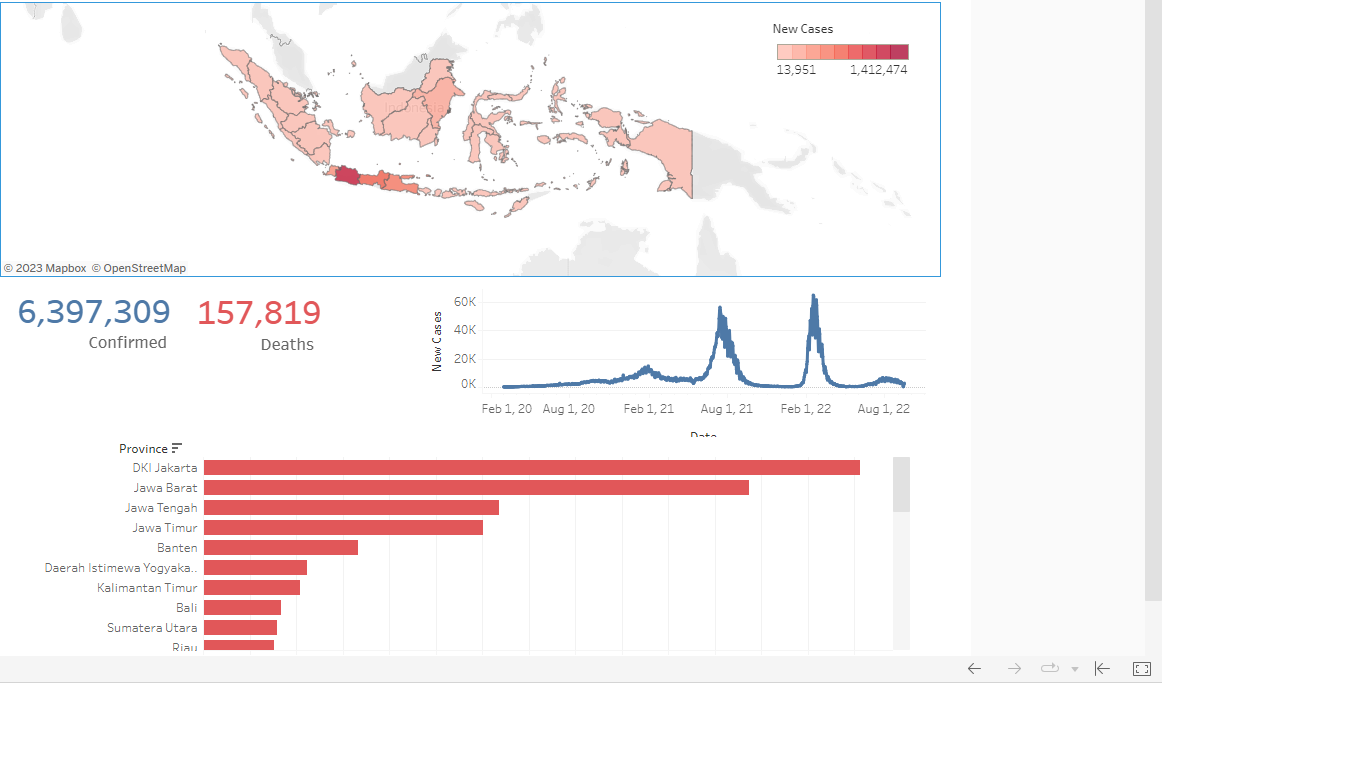 New Cases
13,951 1,412,474
Indonesia
© 2023 Mapbox © OpenStreetMap
6,397,309
Confirmed
157,819
Deaths
New Cases
60K
40K
20K
0K
Feb 1, 20 Aug 1, 20 Feb 1, 21 Aug 1, 21 Feb 1, 22 Aug 1, 22
Date
Province
DKI Jakarta
Jawa Barat
Jawa Tengah
Jawa Timur
Banten
Daerah Istimewa Yogyaka..
Kalimantan Timur
Bali
Sumatera Utara
Riau